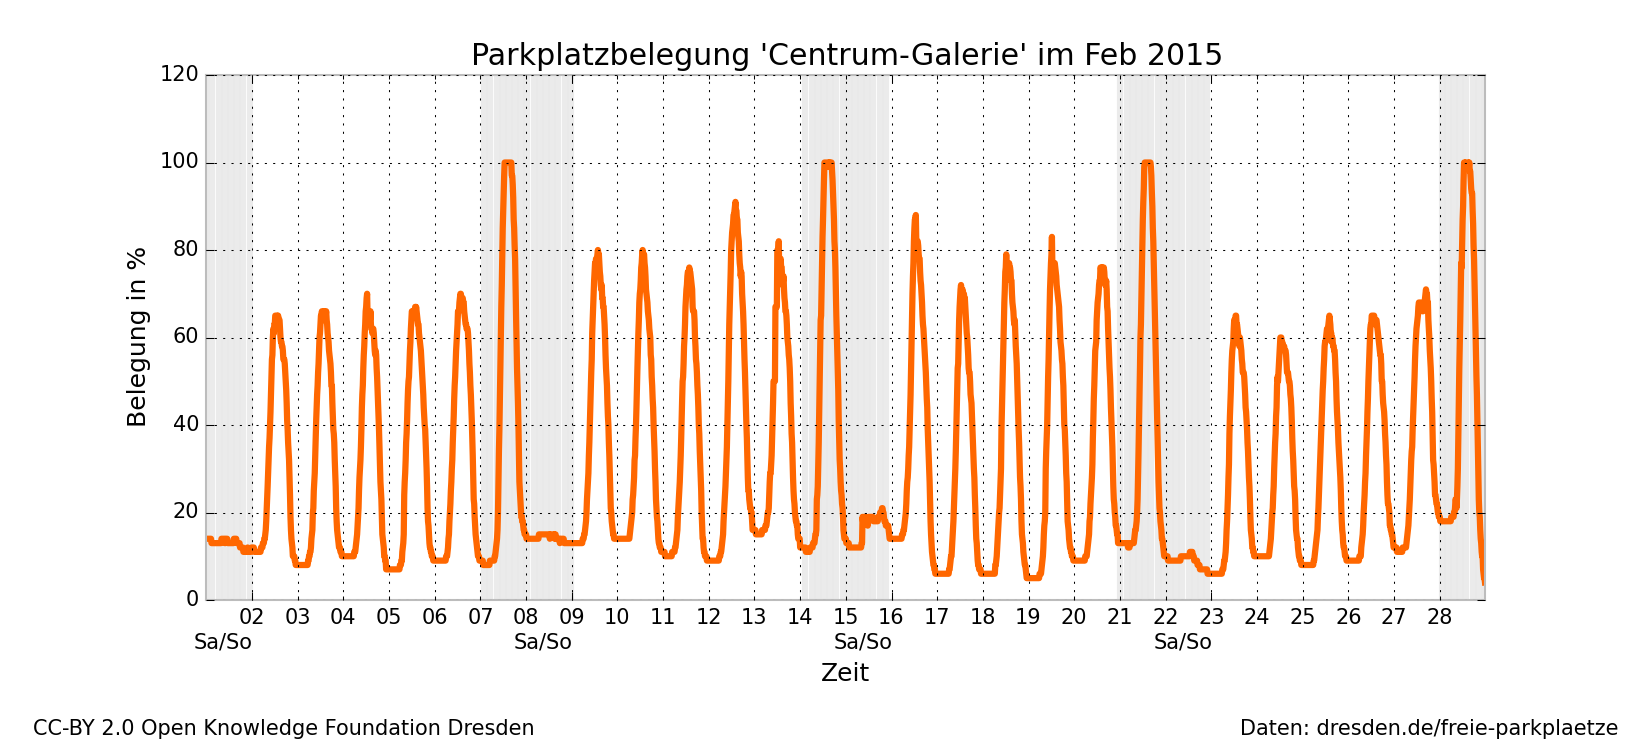 Parkplatzbelegung 'Centrum-Galerie' im Feb 2015
120
100
80
60
40
20
0
Belegung in %
02 03 04 05 06 07 08 09 10 11 12 13 14 15 16 17 18 19 20 21 22 23 24 25 26 27 28
Sa/So Sa/So Sa/So Sa/So
Zeit
CC-BY 2.0 Open Knowledge Foundation Dresden
Daten: dresden.de/freie-parkplaetze